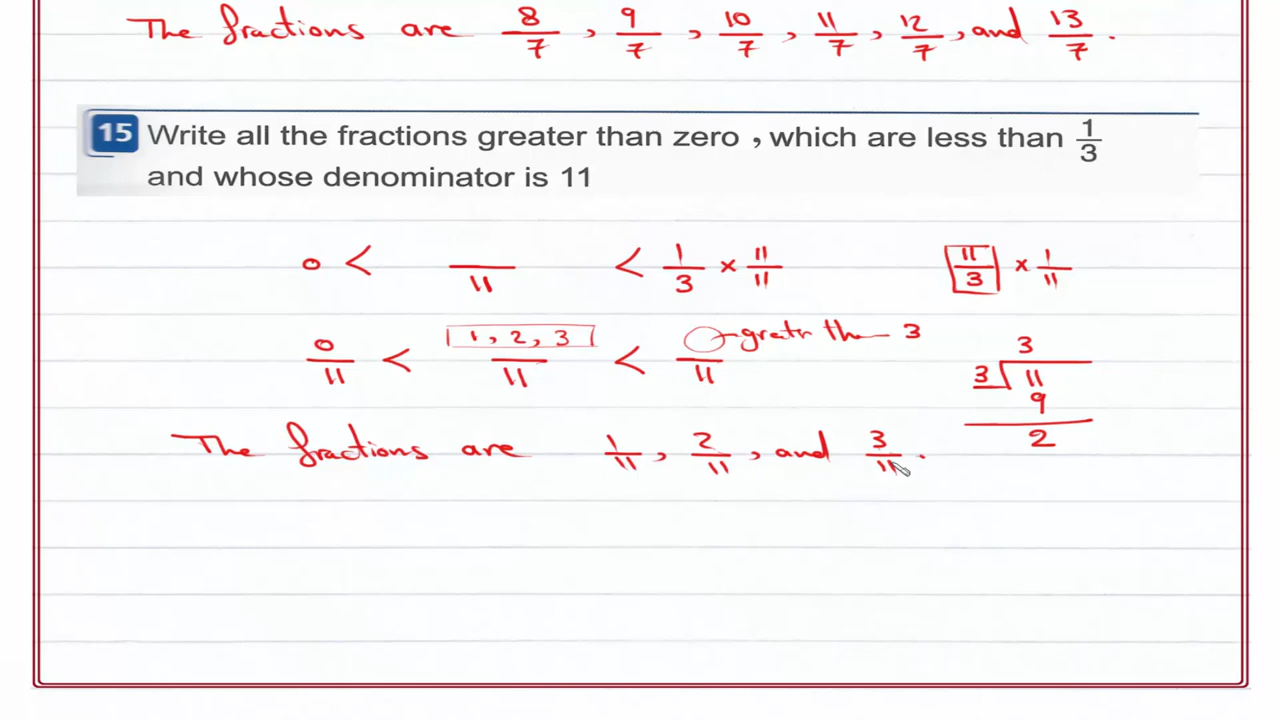 The fractions are 8/7 , 9/7 , 10/7 , 11/7 , 12/7 , and 13/7 .
15 Write all the fractions greater than zero , which are less than 1/3
and whose denominator is 11
0 < __/11 < 1/3 × 11/11
11/3 × 1/11
0/11 < 1, 2, 3/11 < ◯/11 greatr the 3
3
3 11
9
2
The fractions are 1/11 , 2/11 , and 3/11 .